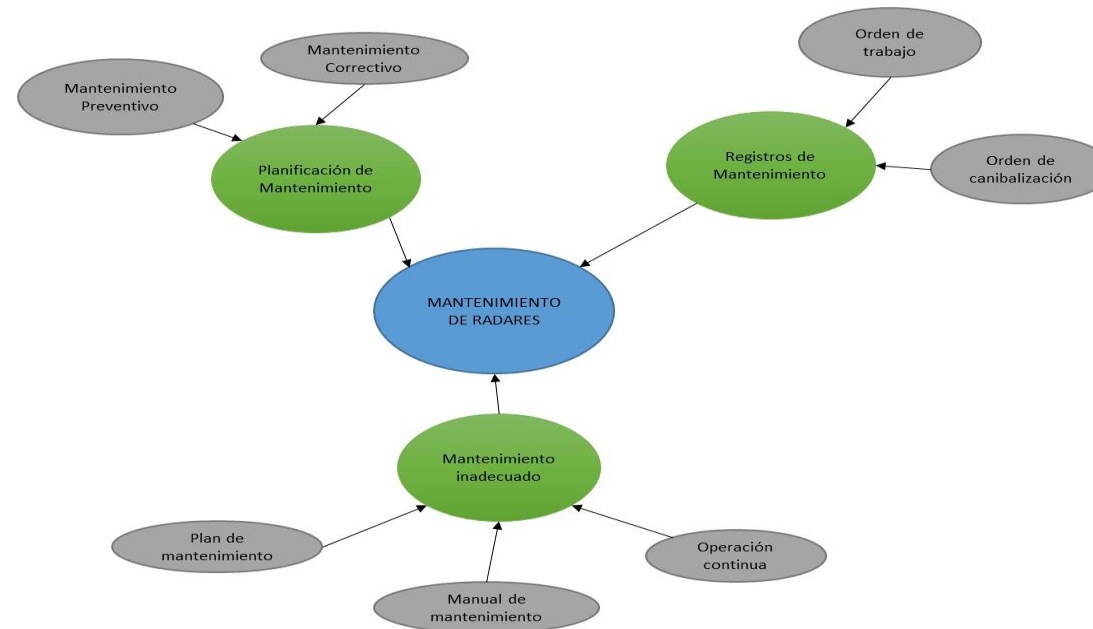 Mantenimiento
Correctivo
Mantenimiento
Preventivo
Planificación de
Mantenimiento
Orden de
trabajo
Registros de
Mantenimiento
Orden de
canibalización
MANTENIMIENTO
DE RADARES
Mantenimiento
inadecuado
Plan de
mantenimiento
Manual de
mantenimiento
Operación
continua